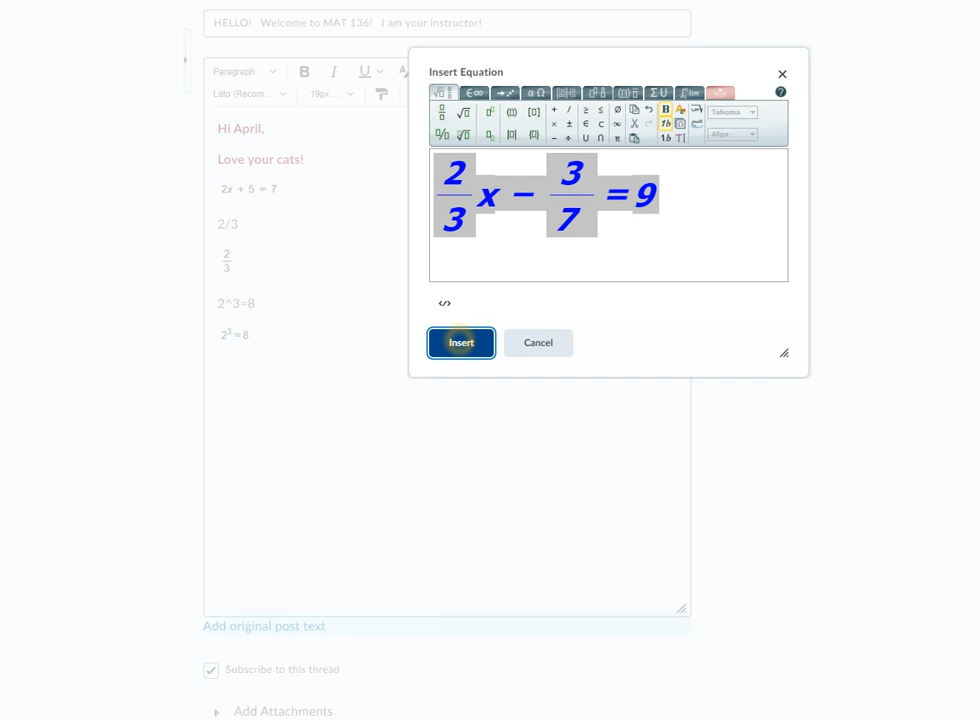 HELLO! Welcome to MAT 136! I am your instructor!
Insert Equation
Paragraph B I U A
Lato (Recom... 19px ...
Tahoma
48px
Hi April,
Love your cats!
2x + 5 = 7
2/3
2
3
2^3=8
2³=8
2/3 x − 3/7 = 9
</>
Insert Cancel
Add original post text
Subscribe to this thread
Add Attachments